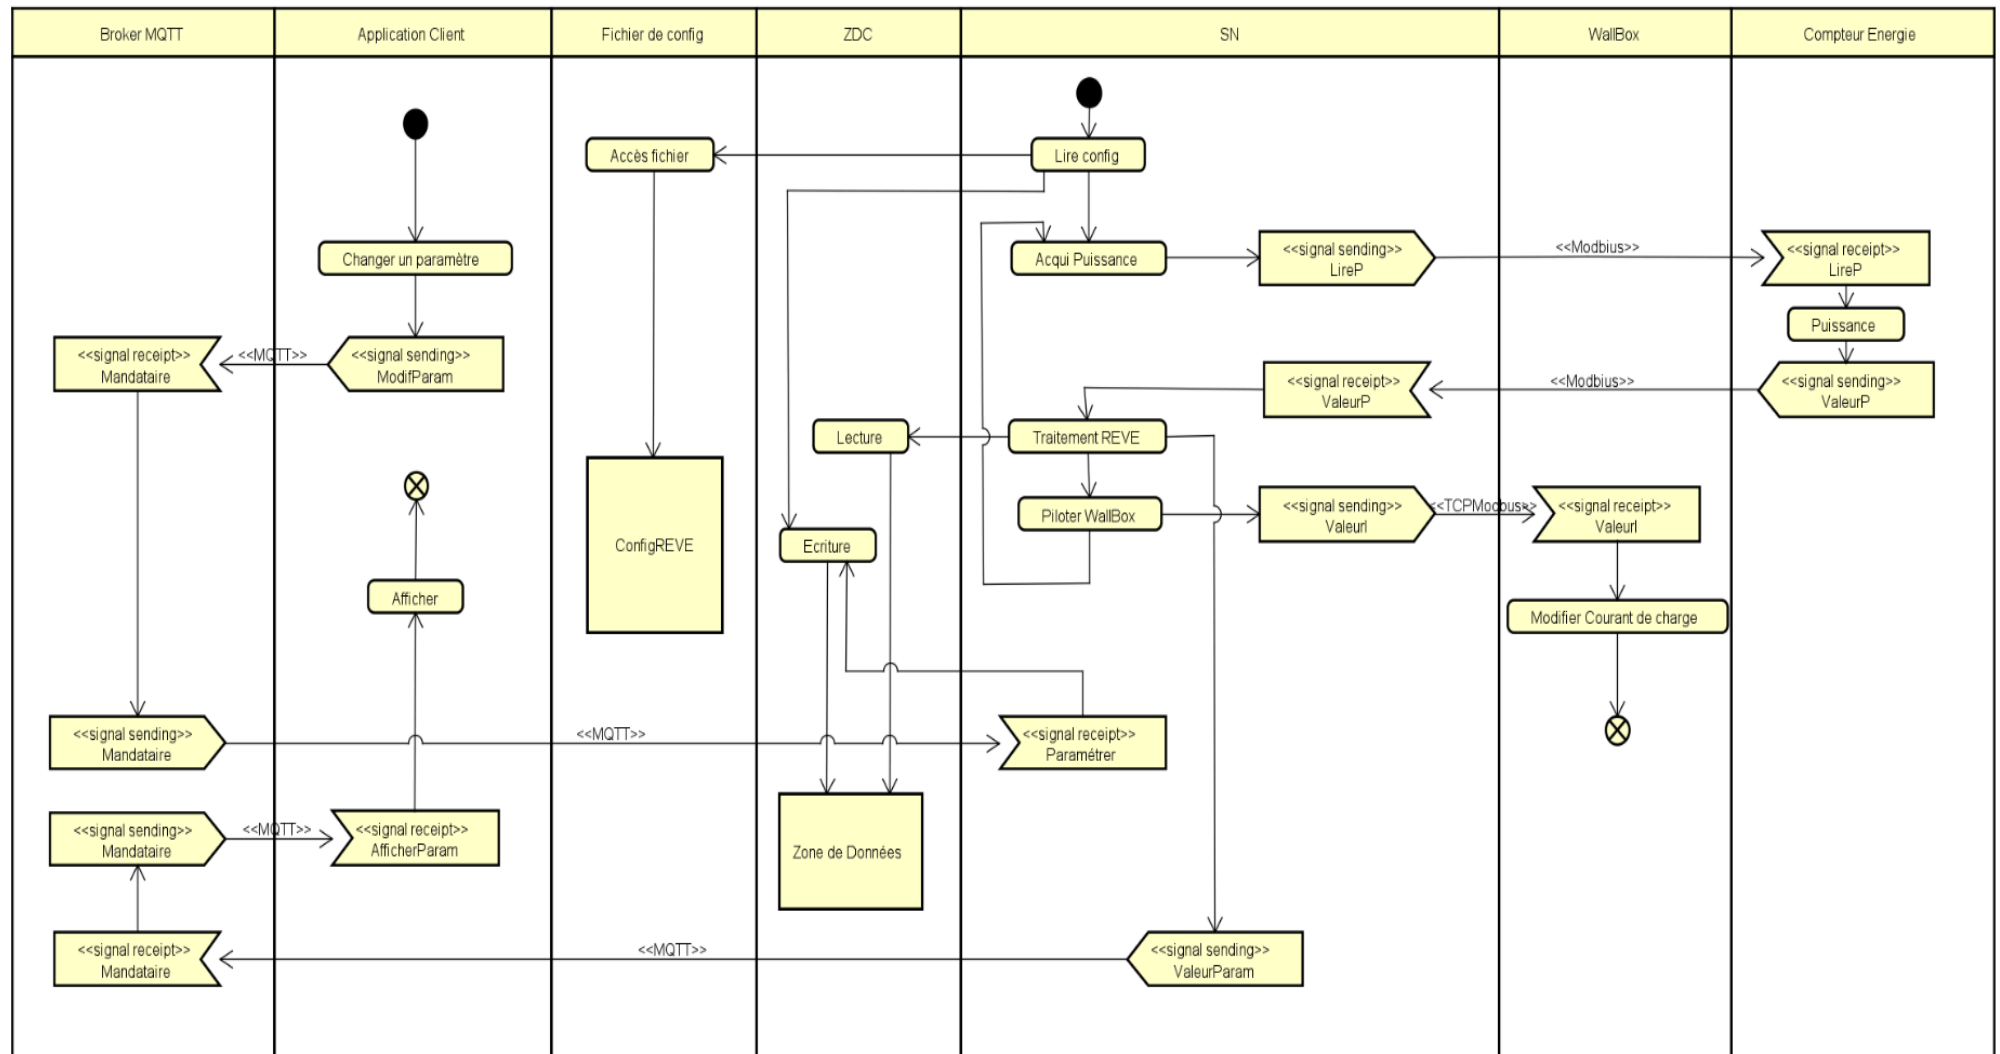 Broker MQTT
Application Client
Fichier de config
ZDC
SN
WallBox
Compteur Energie
Accès fichier
Lire config
Changer un paramètre
Acqui Puissance
<<signal sending>>
LireP
<<Modbius>>
<<signal receipt>>
LireP
Puissance
<<signal receipt>>
Mandataire
<<MQTT>>
<<signal sending>>
ModifParam
<<signal receipt>>
ValeurP
<<Modbius>>
<<signal sending>>
ValeurP
Lecture
Traitement REVE
Piloter WallBox
<<signal sending>>
ValeurI
<<TCPModbus>>
<<signal receipt>>
ValeurI
ConfigREVE
Ecriture
Afficher
Modifier Courant de charge
<<signal sending>>
Mandataire
<<MQTT>>
<<signal receipt>>
Paramétrer
<<signal sending>>
Mandataire
<<MQTT>>
<<signal receipt>>
AfficherParam
Zone de Données
<<signal receipt>>
Mandataire
<<MQTT>>
<<signal sending>>
ValeurParam